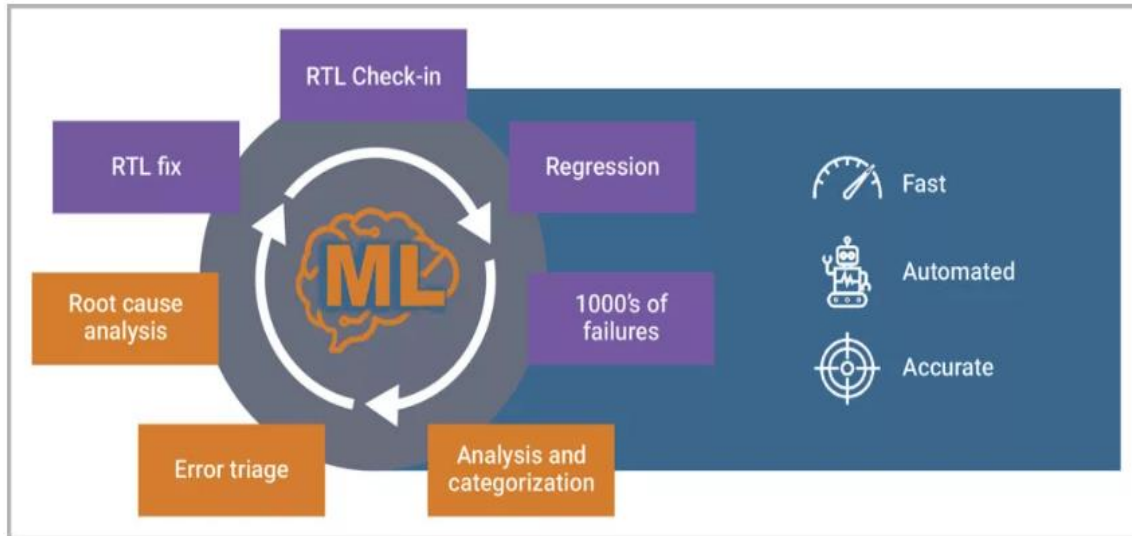 RTL Check-in
RTL fix
Regression
ML
Root cause
analysis
1000's of
failures
Error triage
Analysis and
categorization
Fast
Automated
Accurate